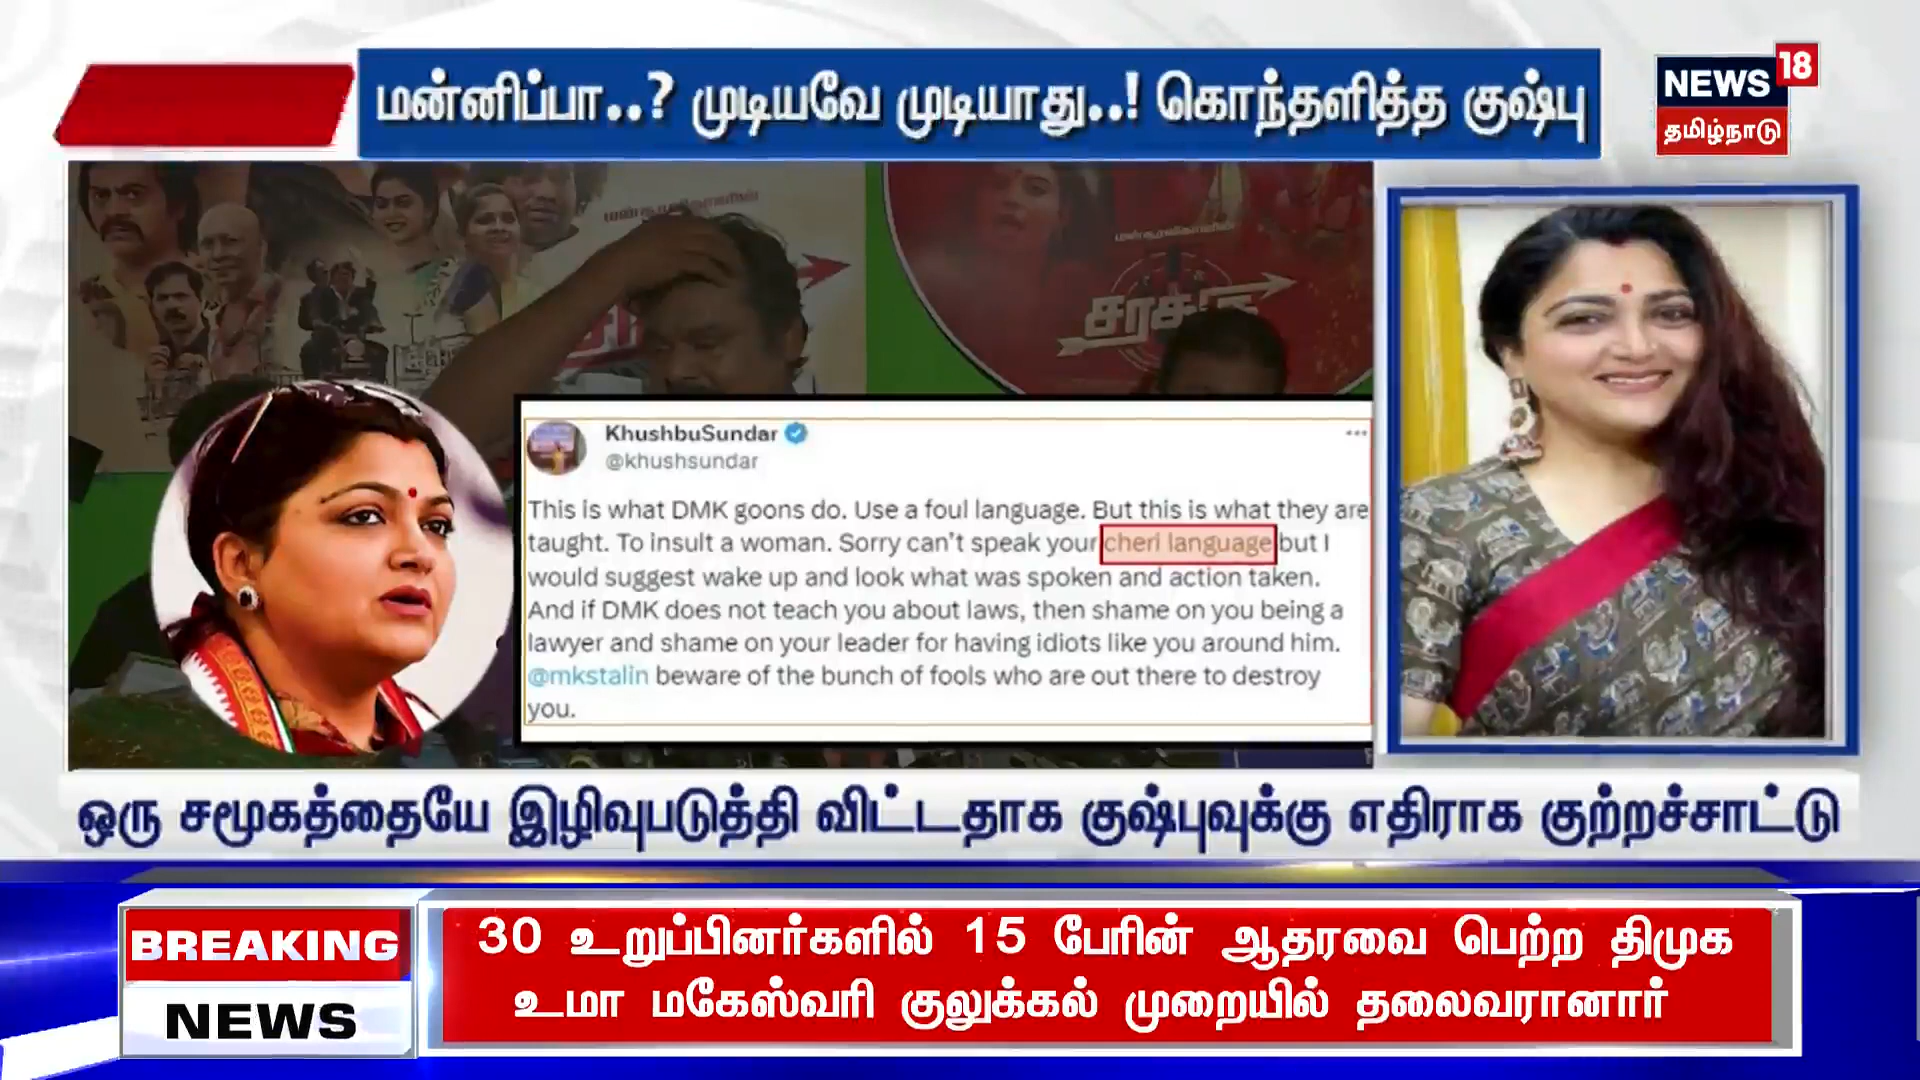 மன்னிப்பா..? முடியவே முடியாது..! கொந்தளித்த குஷ்பு
NEWS 18
தமிழ்நாடு
சரக
KhushbuSundar
@khushsundar
This is what DMK goons do. Use a foul language. But this is what they are
taught. To insult a woman. Sorry can't speak your cheri language but I
would suggest wake up and look what was spoken and action taken.
And if DMK does not teach you about laws, then shame on you being a
lawyer and shame on your leader for having idiots like you around him.
@mkstalin beware of the bunch of fools who are out there to destroy
you.
ஒரு சமூகத்தையே இழிவுபடுத்தி விட்டதாக குஷ்புவுக்கு எதிராக குற்றச்சாட்டு
BREAKING
NEWS
30 உறுப்பினர்களில் 15 பேரின் ஆதரவை பெற்ற திமுக
உமா மகேஸ்வரி குலுக்கல் முறையில் தலைவரானார்